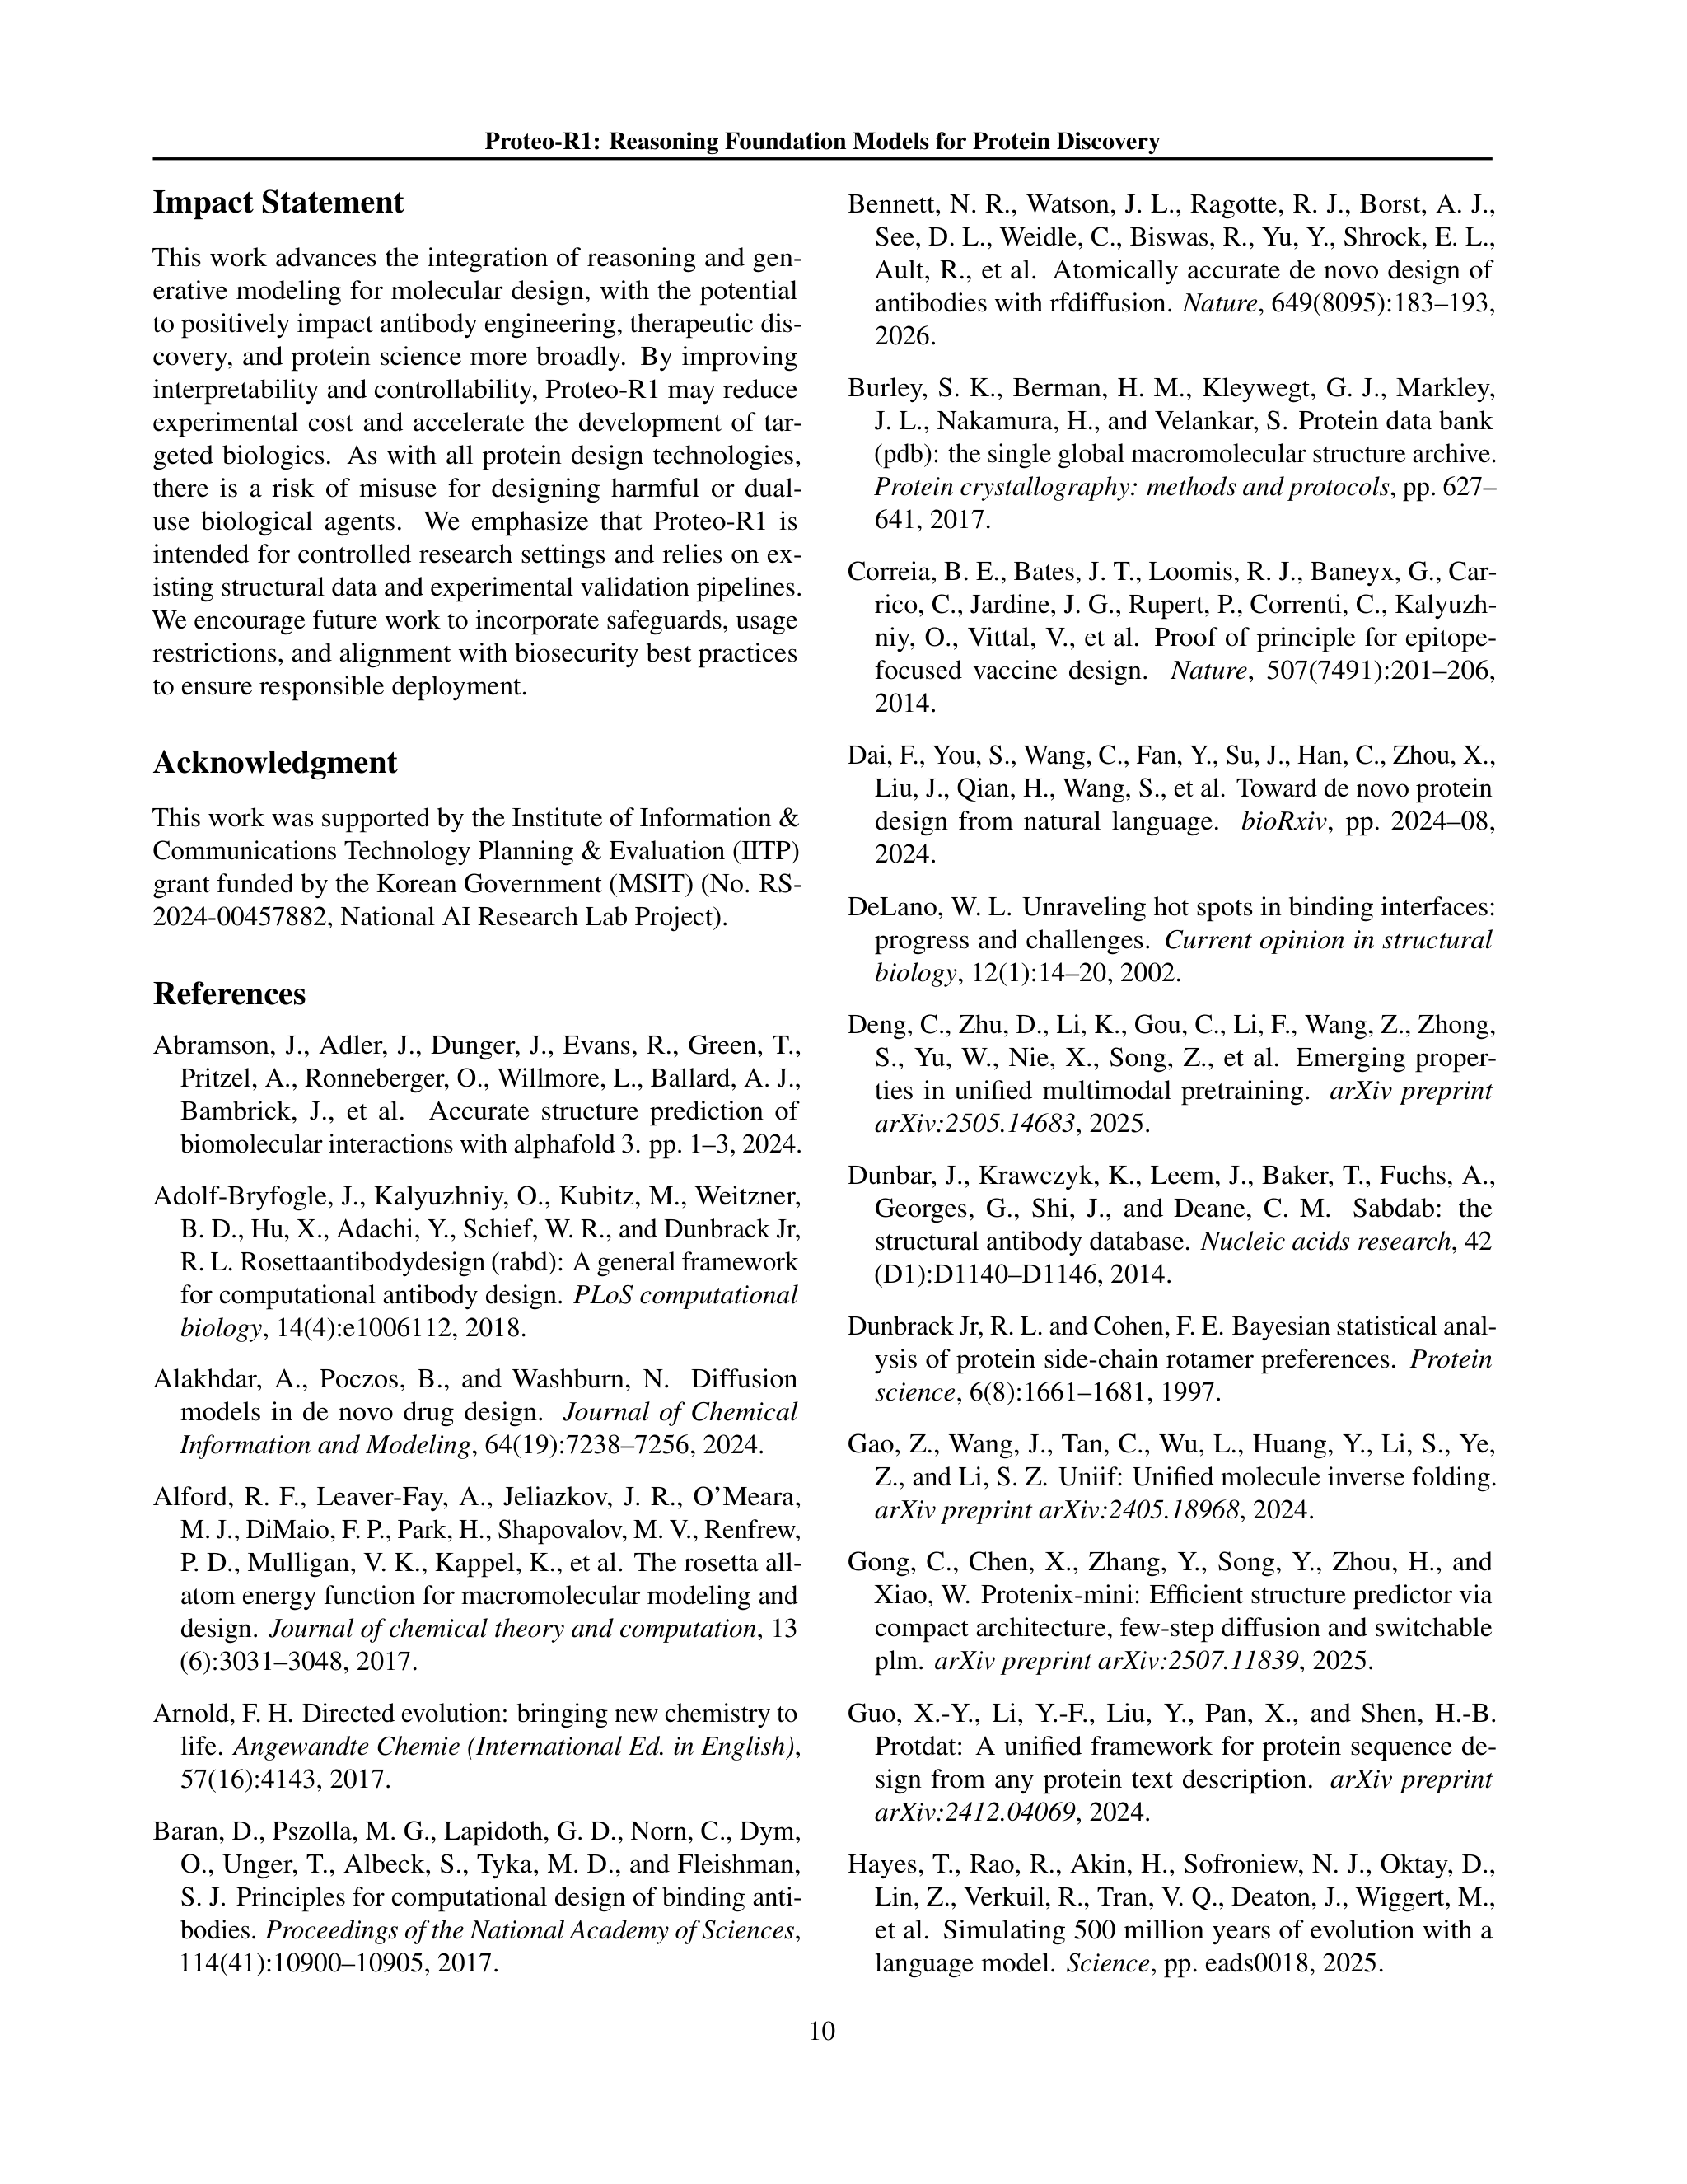 Proteo-R1: Reasoning Foundation Models for Protein Discovery
Impact Statement
This work advances the integration of reasoning and gen-
erative modeling for molecular design, with the potential
to positively impact antibody engineering, therapeutic dis-
covery, and protein science more broadly. By improving
interpretability and controllability, Proteo-R1 may reduce
experimental cost and accelerate the development of tar-
geted biologics. As with all protein design technologies,
there is a risk of misuse for designing harmful or dual-
use biological agents. We emphasize that Proteo-R1 is
intended for controlled research settings and relies on ex-
isting structural data and experimental validation pipelines.
We encourage future work to incorporate safeguards, usage
restrictions, and alignment with biosecurity best practices
to ensure responsible deployment.
Acknowledgment
This work was supported by the Institute of Information &
Communications Technology Planning & Evaluation (IITP)
grant funded by the Korean Government (MSIT) (No. RS-
2024-00457882, National AI Research Lab Project).
References
Abramson, J., Adler, J., Dunger, J., Evans, R., Green, T.,
Pritzel, A., Ronneberger, O., Willmore, L., Ballard, A. J.,
Bambrick, J., et al. Accurate structure prediction of
biomolecular interactions with alphafold 3. pp. 1–3, 2024.
Adolf-Bryfogle, J., Kalyuzhniy, O., Kubitz, M., Weitzner,
B. D., Hu, X., Adachi, Y., Schief, W. R., and Dunbrack Jr,
R. L. Rosettaantibodydesign (rabd): A general framework
for computational antibody design. PLoS computational
biology, 14(4):e1006112, 2018.
Alakhdar, A., Poczos, B., and Washburn, N. Diffusion
models in de novo drug design. Journal of Chemical
Information and Modeling, 64(19):7238–7256, 2024.
Alford, R. F., Leaver-Fay, A., Jeliazkov, J. R., O'Meara,
M. J., DiMaio, F. P., Park, H., Shapovalov, M. V., Renfrew,
P. D., Mulligan, V. K., Kappel, K., et al. The rosetta all-
atom energy function for macromolecular modeling and
design. Journal of chemical theory and computation, 13
(6):3031–3048, 2017.
Arnold, F. H. Directed evolution: bringing new chemistry to
life. Angewandte Chemie (International Ed. in English),
57(16):4143, 2017.
Baran, D., Pszolla, M. G., Lapidoth, G. D., Norn, C., Dym,
O., Unger, T., Albeck, S., Tyka, M. D., and Fleishman,
S. J. Principles for computational design of binding anti-
bodies. Proceedings of the National Academy of Sciences,
114(41):10900–10905, 2017.
Bennett, N. R., Watson, J. L., Ragotte, R. J., Borst, A. J.,
See, D. L., Weidle, C., Biswas, R., Yu, Y., Shrock, E. L.,
Ault, R., et al. Atomically accurate de novo design of
antibodies with rfdiffusion. Nature, 649(8095):183–193,
2026.
Burley, S. K., Berman, H. M., Kleywegt, G. J., Markley,
J. L., Nakamura, H., and Velankar, S. Protein data bank
(pdb): the single global macromolecular structure archive.
Protein crystallography: methods and protocols, pp. 627–
641, 2017.
Correia, B. E., Bates, J. T., Loomis, R. J., Baneyx, G., Car-
rico, C., Jardine, J. G., Rupert, P., Correnti, C., Kalyuzh-
niy, O., Vittal, V., et al. Proof of principle for epitope-
focused vaccine design. Nature, 507(7491):201–206,
2014.
Dai, F., You, S., Wang, C., Fan, Y., Su, J., Han, C., Zhou, X.,
Liu, J., Qian, H., Wang, S., et al. Toward de novo protein
design from natural language. bioRxiv, pp. 2024–08,
2024.
DeLano, W. L. Unraveling hot spots in binding interfaces:
progress and challenges. Current opinion in structural
biology, 12(1):14–20, 2002.
Deng, C., Zhu, D., Li, K., Gou, C., Li, F., Wang, Z., Zhong,
S., Yu, W., Nie, X., Song, Z., et al. Emerging proper-
ties in unified multimodal pretraining. arXiv preprint
arXiv:2505.14683, 2025.
Dunbar, J., Krawczyk, K., Leem, J., Baker, T., Fuchs, A.,
Georges, G., Shi, J., and Deane, C. M. Sabdab: the
structural antibody database. Nucleic acids research, 42
(D1):D1140–D1146, 2014.
Dunbrack Jr, R. L. and Cohen, F. E. Bayesian statistical anal-
ysis of protein side-chain rotamer preferences. Protein
science, 6(8):1661–1681, 1997.
Gao, Z., Wang, J., Tan, C., Wu, L., Huang, Y., Li, S., Ye,
Z., and Li, S. Z. Uniif: Unified molecule inverse folding.
arXiv preprint arXiv:2405.18968, 2024.
Gong, C., Chen, X., Zhang, Y., Song, Y., Zhou, H., and
Xiao, W. Protenix-mini: Efficient structure predictor via
compact architecture, few-step diffusion and switchable
plm. arXiv preprint arXiv:2507.11839, 2025.
Guo, X.-Y., Li, Y.-F., Liu, Y., Pan, X., and Shen, H.-B.
Protdat: A unified framework for protein sequence de-
sign from any protein text description. arXiv preprint
arXiv:2412.04069, 2024.
Hayes, T., Rao, R., Akin, H., Sofroniew, N. J., Oktay, D.,
Lin, Z., Verkuil, R., Tran, V. Q., Deaton, J., Wiggert, M.,
et al. Simulating 500 million years of evolution with a
language model. Science, pp. eads0018, 2025.
10